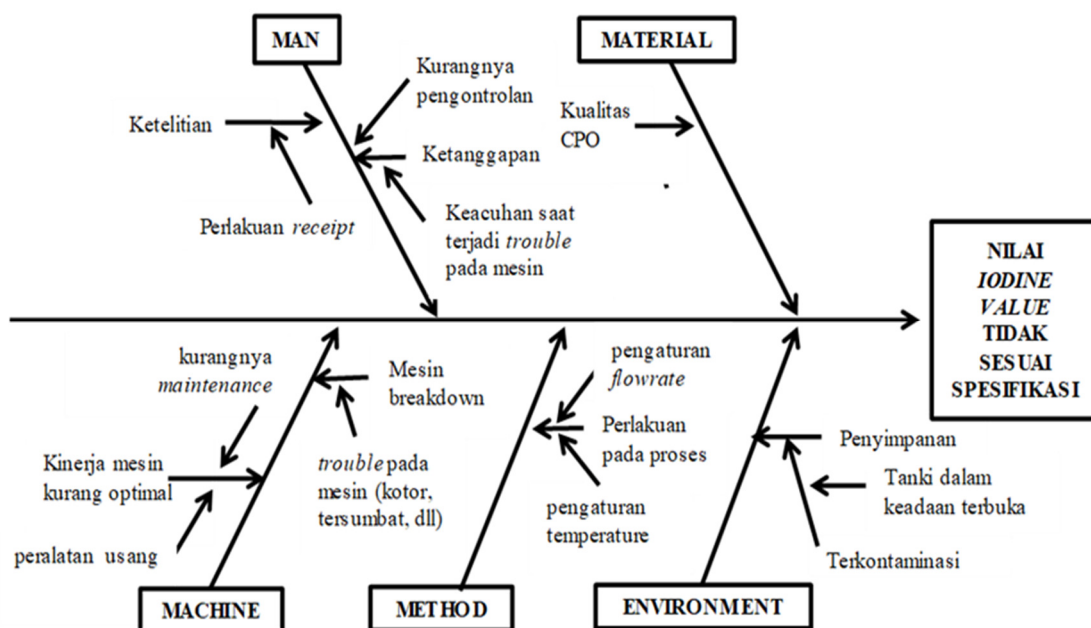 MAN
MATERIAL
Kurangnya
pengontrolan
Ketelitian
Ketanggapan
Perlakuan receipt
Keacuhan saat
terjadi trouble
pada mesin
Kualitas
CPO
NILAI
IODINE
VALUE
TIDAK
SESUAI
SPESIFIKASI
kurangnya
maintenance
Mesin
breakdown
Kinerja mesin
kurang optimal
trouble pada
mesin (kotor,
tersumbat, dll)
peralatan usang
pengaturan
flowrate
Perlakuan
pada proses
pengaturan
temperature
Penyimpanan
Tanki dalam
keadaan terbuka
Terkontaminasi
MACHINE
METHOD
ENVIRONMENT